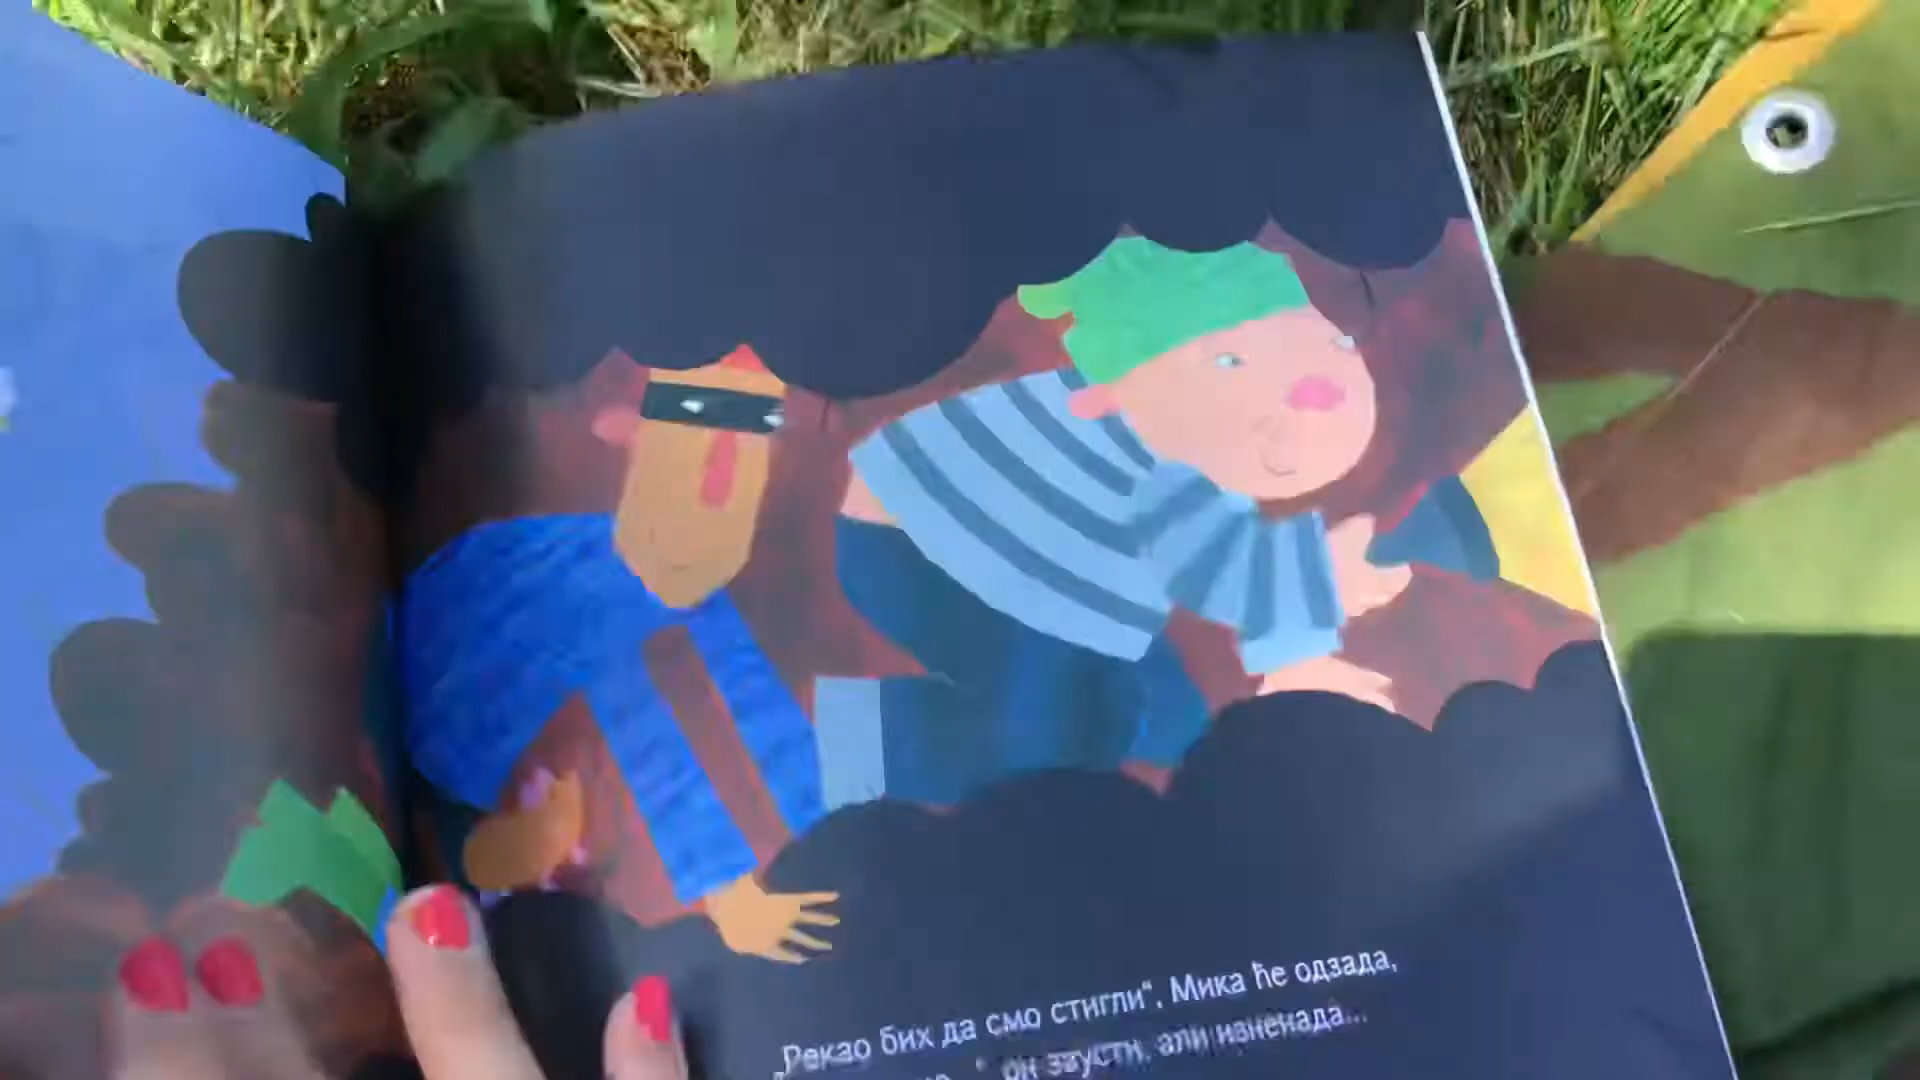 „Рекао бих да смо стигли“. Мика ће одзада,
он заусти, али изненада...